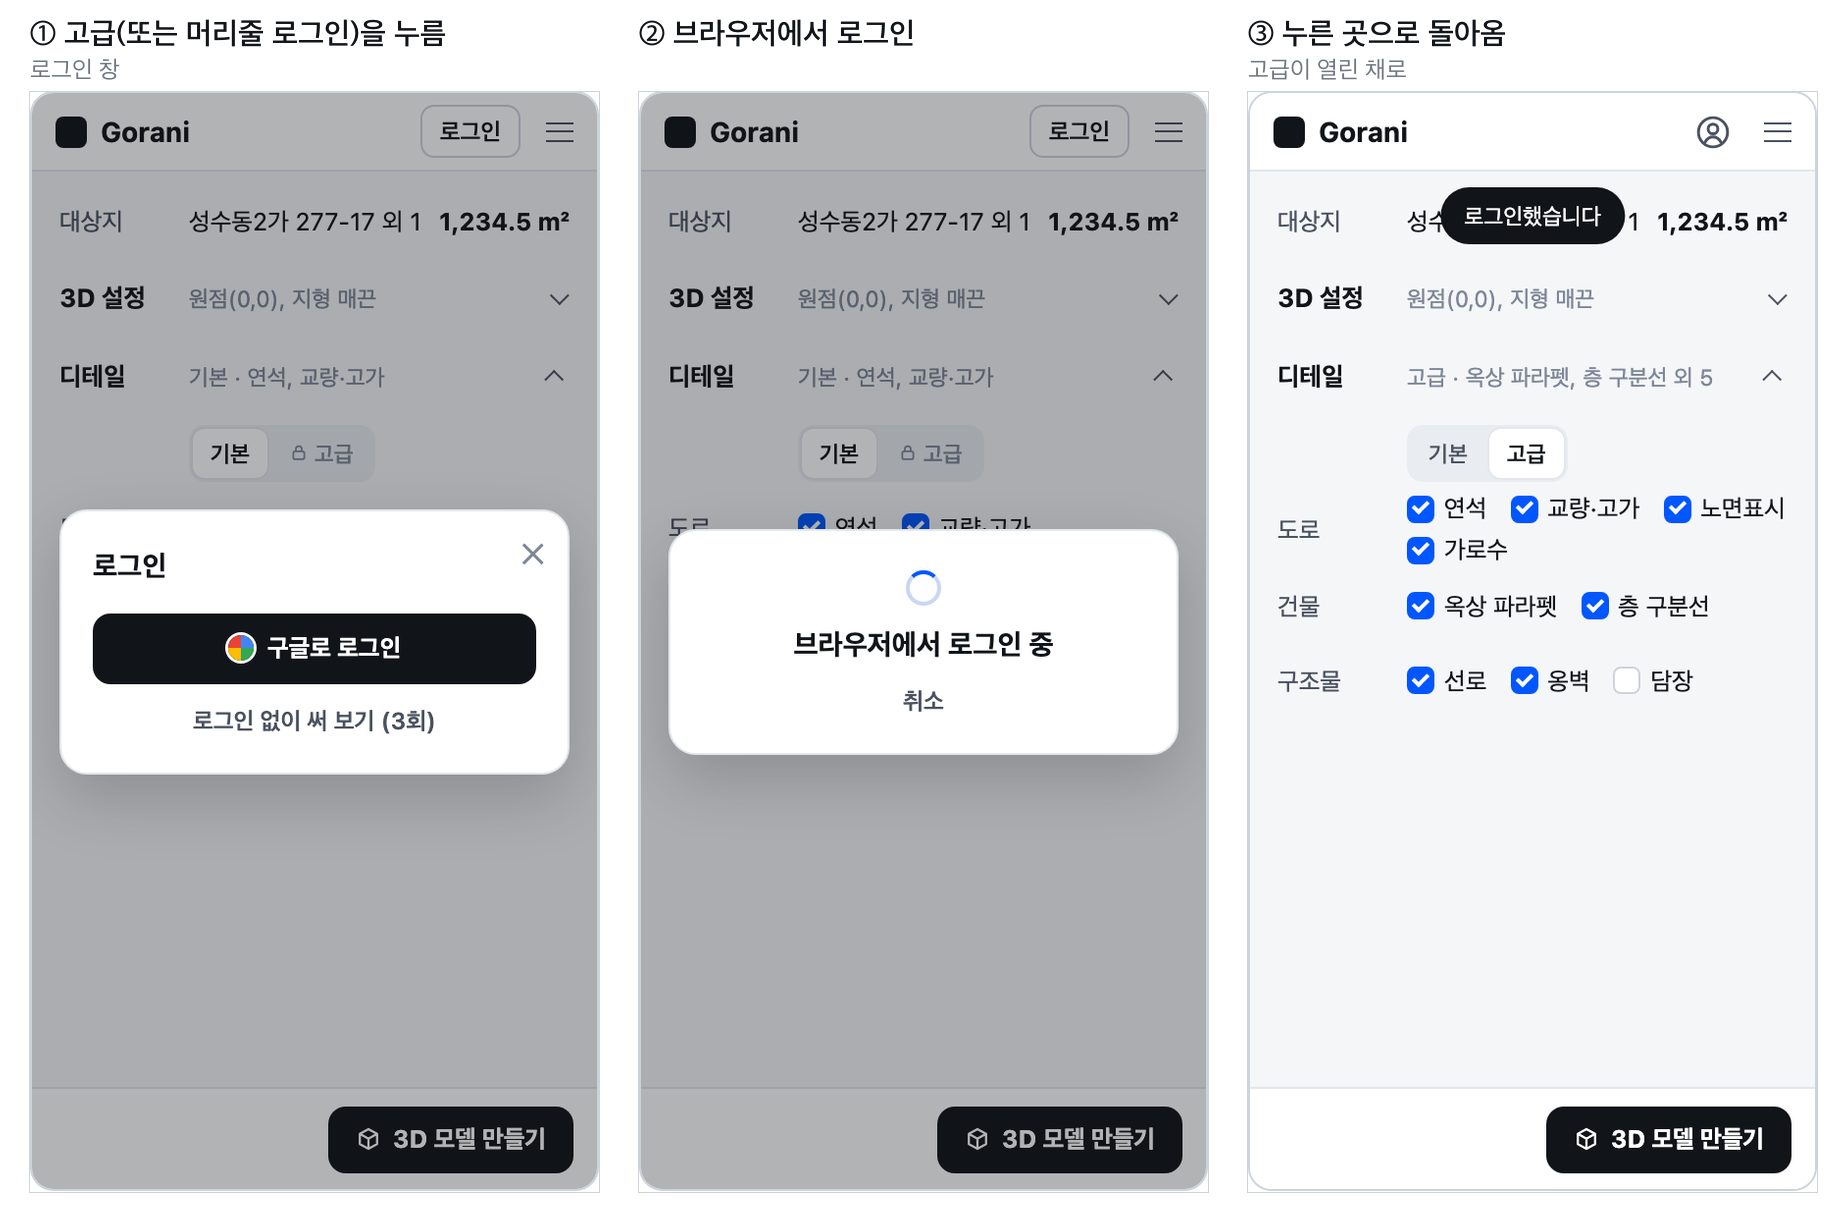 ① 고급(또는 머리줄 로그인)을 누름
로그인 창
Gorani
로그인
대상지
성수동2가 277-17 외 1
1,234.5 m²
3D 설정
원점(0,0), 지형 매끈
디테일
기본 · 연석, 교량·고가
기본
고급
로그인
구글로 로그인
로그인 없이 써 보기 (3회)
3D 모델 만들기
② 브라우저에서 로그인
Gorani
로그인
대상지
성수동2가 277-17 외 1
1,234.5 m²
3D 설정
원점(0,0), 지형 매끈
디테일
기본 · 연석, 교량·고가
기본
고급
도로
연석
교량·고가
브라우저에서 로그인 중
취소
3D 모델 만들기
③ 누른 곳으로 돌아옴
고급이 열린 채로
Gorani
로그인했습니다
대상지
성수
1
1,234.5 m²
3D 설정
원점(0,0), 지형 매끈
디테일
고급 · 옥상 파라펫, 층 구분선 외 5
기본
고급
도로
연석
교량·고가
노면표시
가로수
건물
옥상 파라펫
층 구분선
구조물
선로
옹벽
담장
3D 모델 만들기